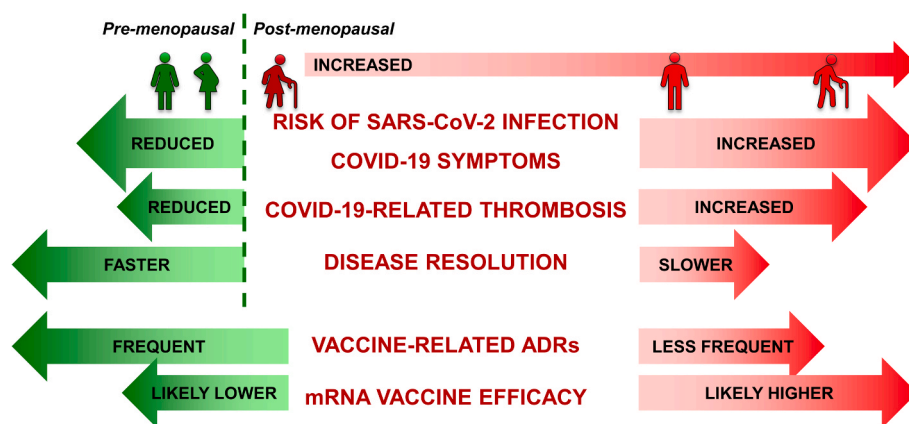 Pre-menopausal
Post-menopausal
INCREASED
RISK OF SARS-CoV-2 INFECTION
REDUCED
COVID-19 SYMPTOMS
INCREASED
REDUCED
COVID-19-RELATED THROMBOSIS
INCREASED
FASTER
DISEASE RESOLUTION
SLOWER
FREQUENT
VACCINE-RELATED ADRs
LESS FREQUENT
LIKELY LOWER
mRNA VACCINE EFFICACY
LIKELY HIGHER